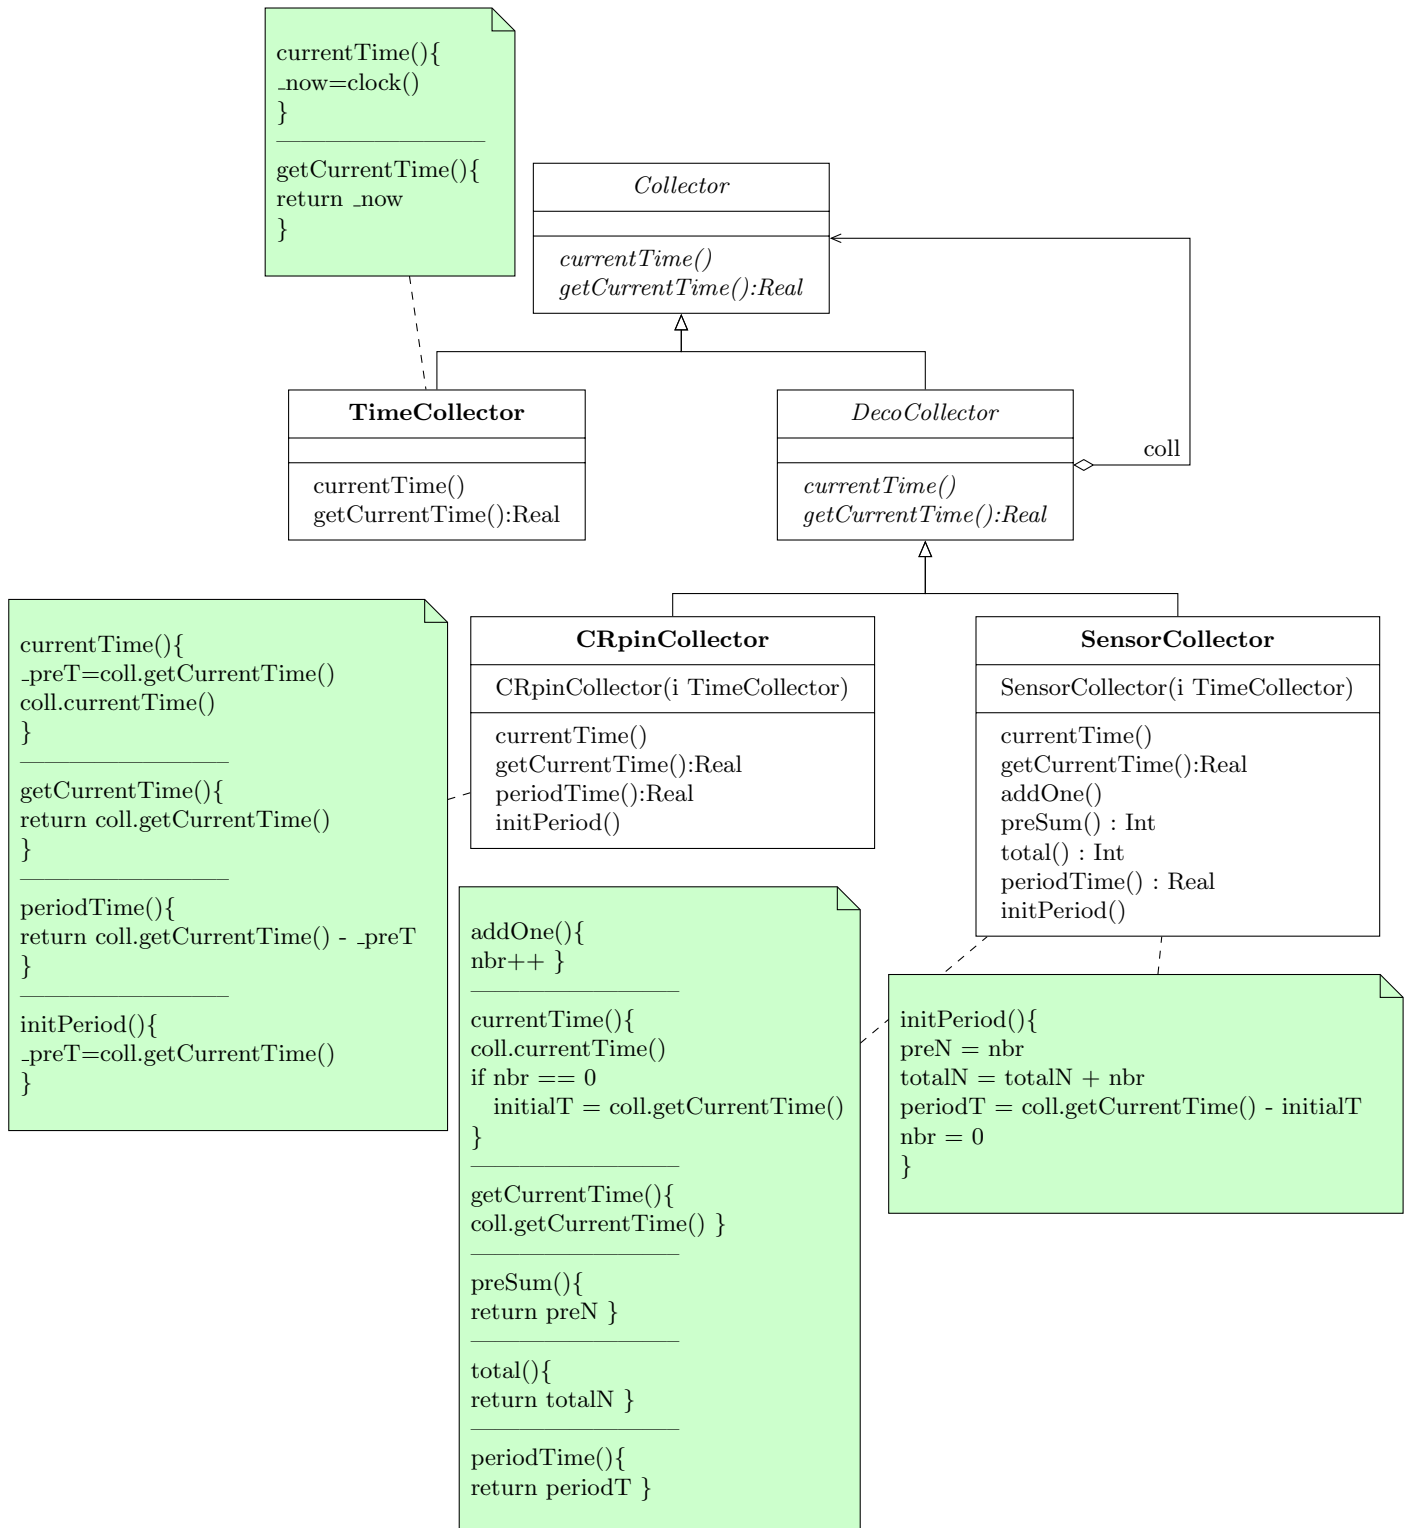 currentTime(){
_now=clock()
}
getCurrentTime(){
return _now
}
Collector
currentTime()
getCurrentTime():Real
TimeCollector
currentTime()
getCurrentTime():Real
DecoCollector
currentTime()
getCurrentTime():Real
coll
currentTime(){
_preT=coll.getCurrentTime()
coll.currentTime()
}
getCurrentTime(){
return coll.getCurrentTime()
}
periodTime(){
return coll.getCurrentTime() - _preT
}
initPeriod(){
_preT=coll.getCurrentTime()
}
CRpinCollector
CRpinCollector(i TimeCollector)
currentTime()
getCurrentTime():Real
periodTime():Real
initPeriod()
SensorCollector
SensorCollector(i TimeCollector)
currentTime()
getCurrentTime():Real
addOne()
preSum() : Int
total() : Int
periodTime() : Real
initPeriod()
addOne(){
nbr++ }
currentTime(){
coll.currentTime()
if nbr == 0
initialT = coll.getCurrentTime()
}
getCurrentTime(){
coll.getCurrentTime() }
preSum(){
return preN }
total(){
return totalN }
periodTime(){
return periodT }
initPeriod(){
preN = nbr
totalN = totalN + nbr
periodT = coll.getCurrentTime() - initialT
nbr = 0
}